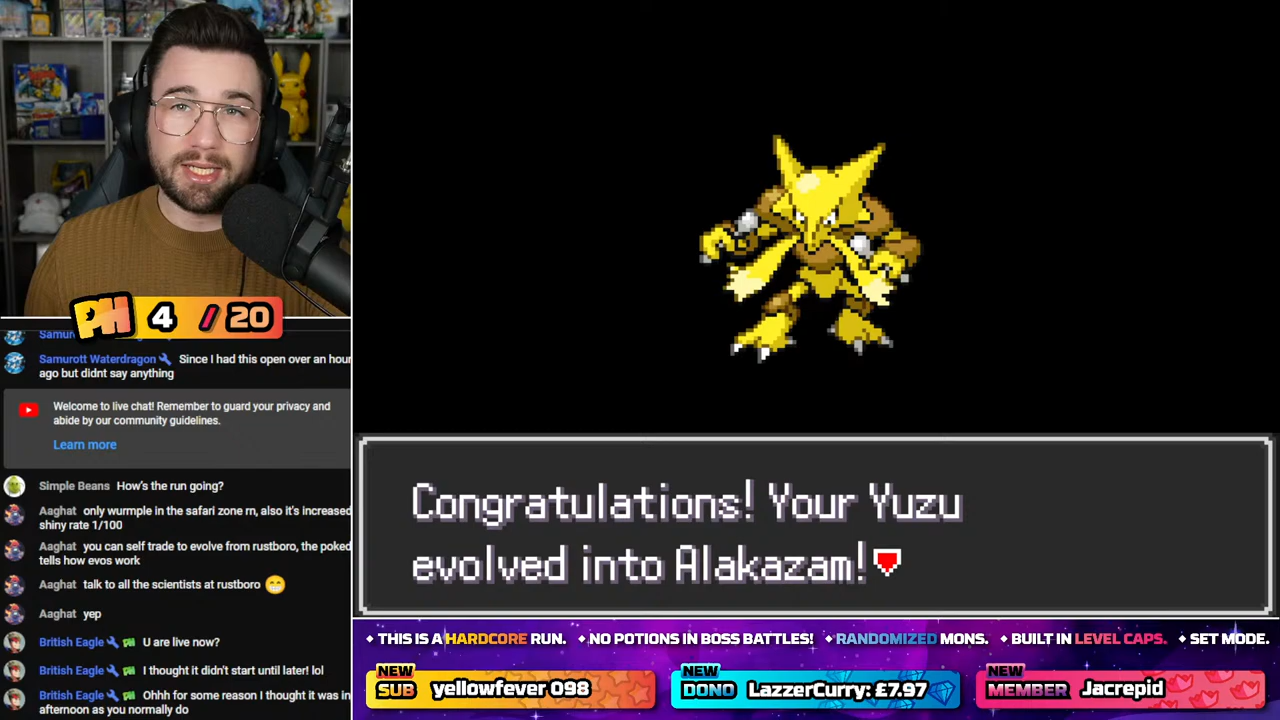 PH 4 / 20
Samurott Waterdragon Since I had this open over an hour
ago but didnt say anything
Welcome to live chat! Remember to guard your privacy and
abide by our community guidelines.
Learn more
Simple Beans How's the run going?
Aaghat only wurmple in the safari zone rn, also it's increased
shiny rate 1/100
Aaghat you can self trade to evolve from rustboro, the poked
tells how evos work
Aaghat talk to all the scientists at rustboro
Aaghat yep
British Eagle U are live now?
British Eagle I thought it didn't start until later! lol
British Eagle Ohhh for some reason I thought it was in
afternoon as you normally do
Congratulations! Your Yuzu
evolved into Alakazam!
THIS IS A HARDCORE RUN. NO POTIONS IN BOSS BATTLES! RANDOMIZED MONS. BUILT IN LEVEL CAPS. SET MODE.
NEW SUB yellowfever 098
NEW DONO LazzerCurry: £7.97
NEW MEMBER Jacrepid